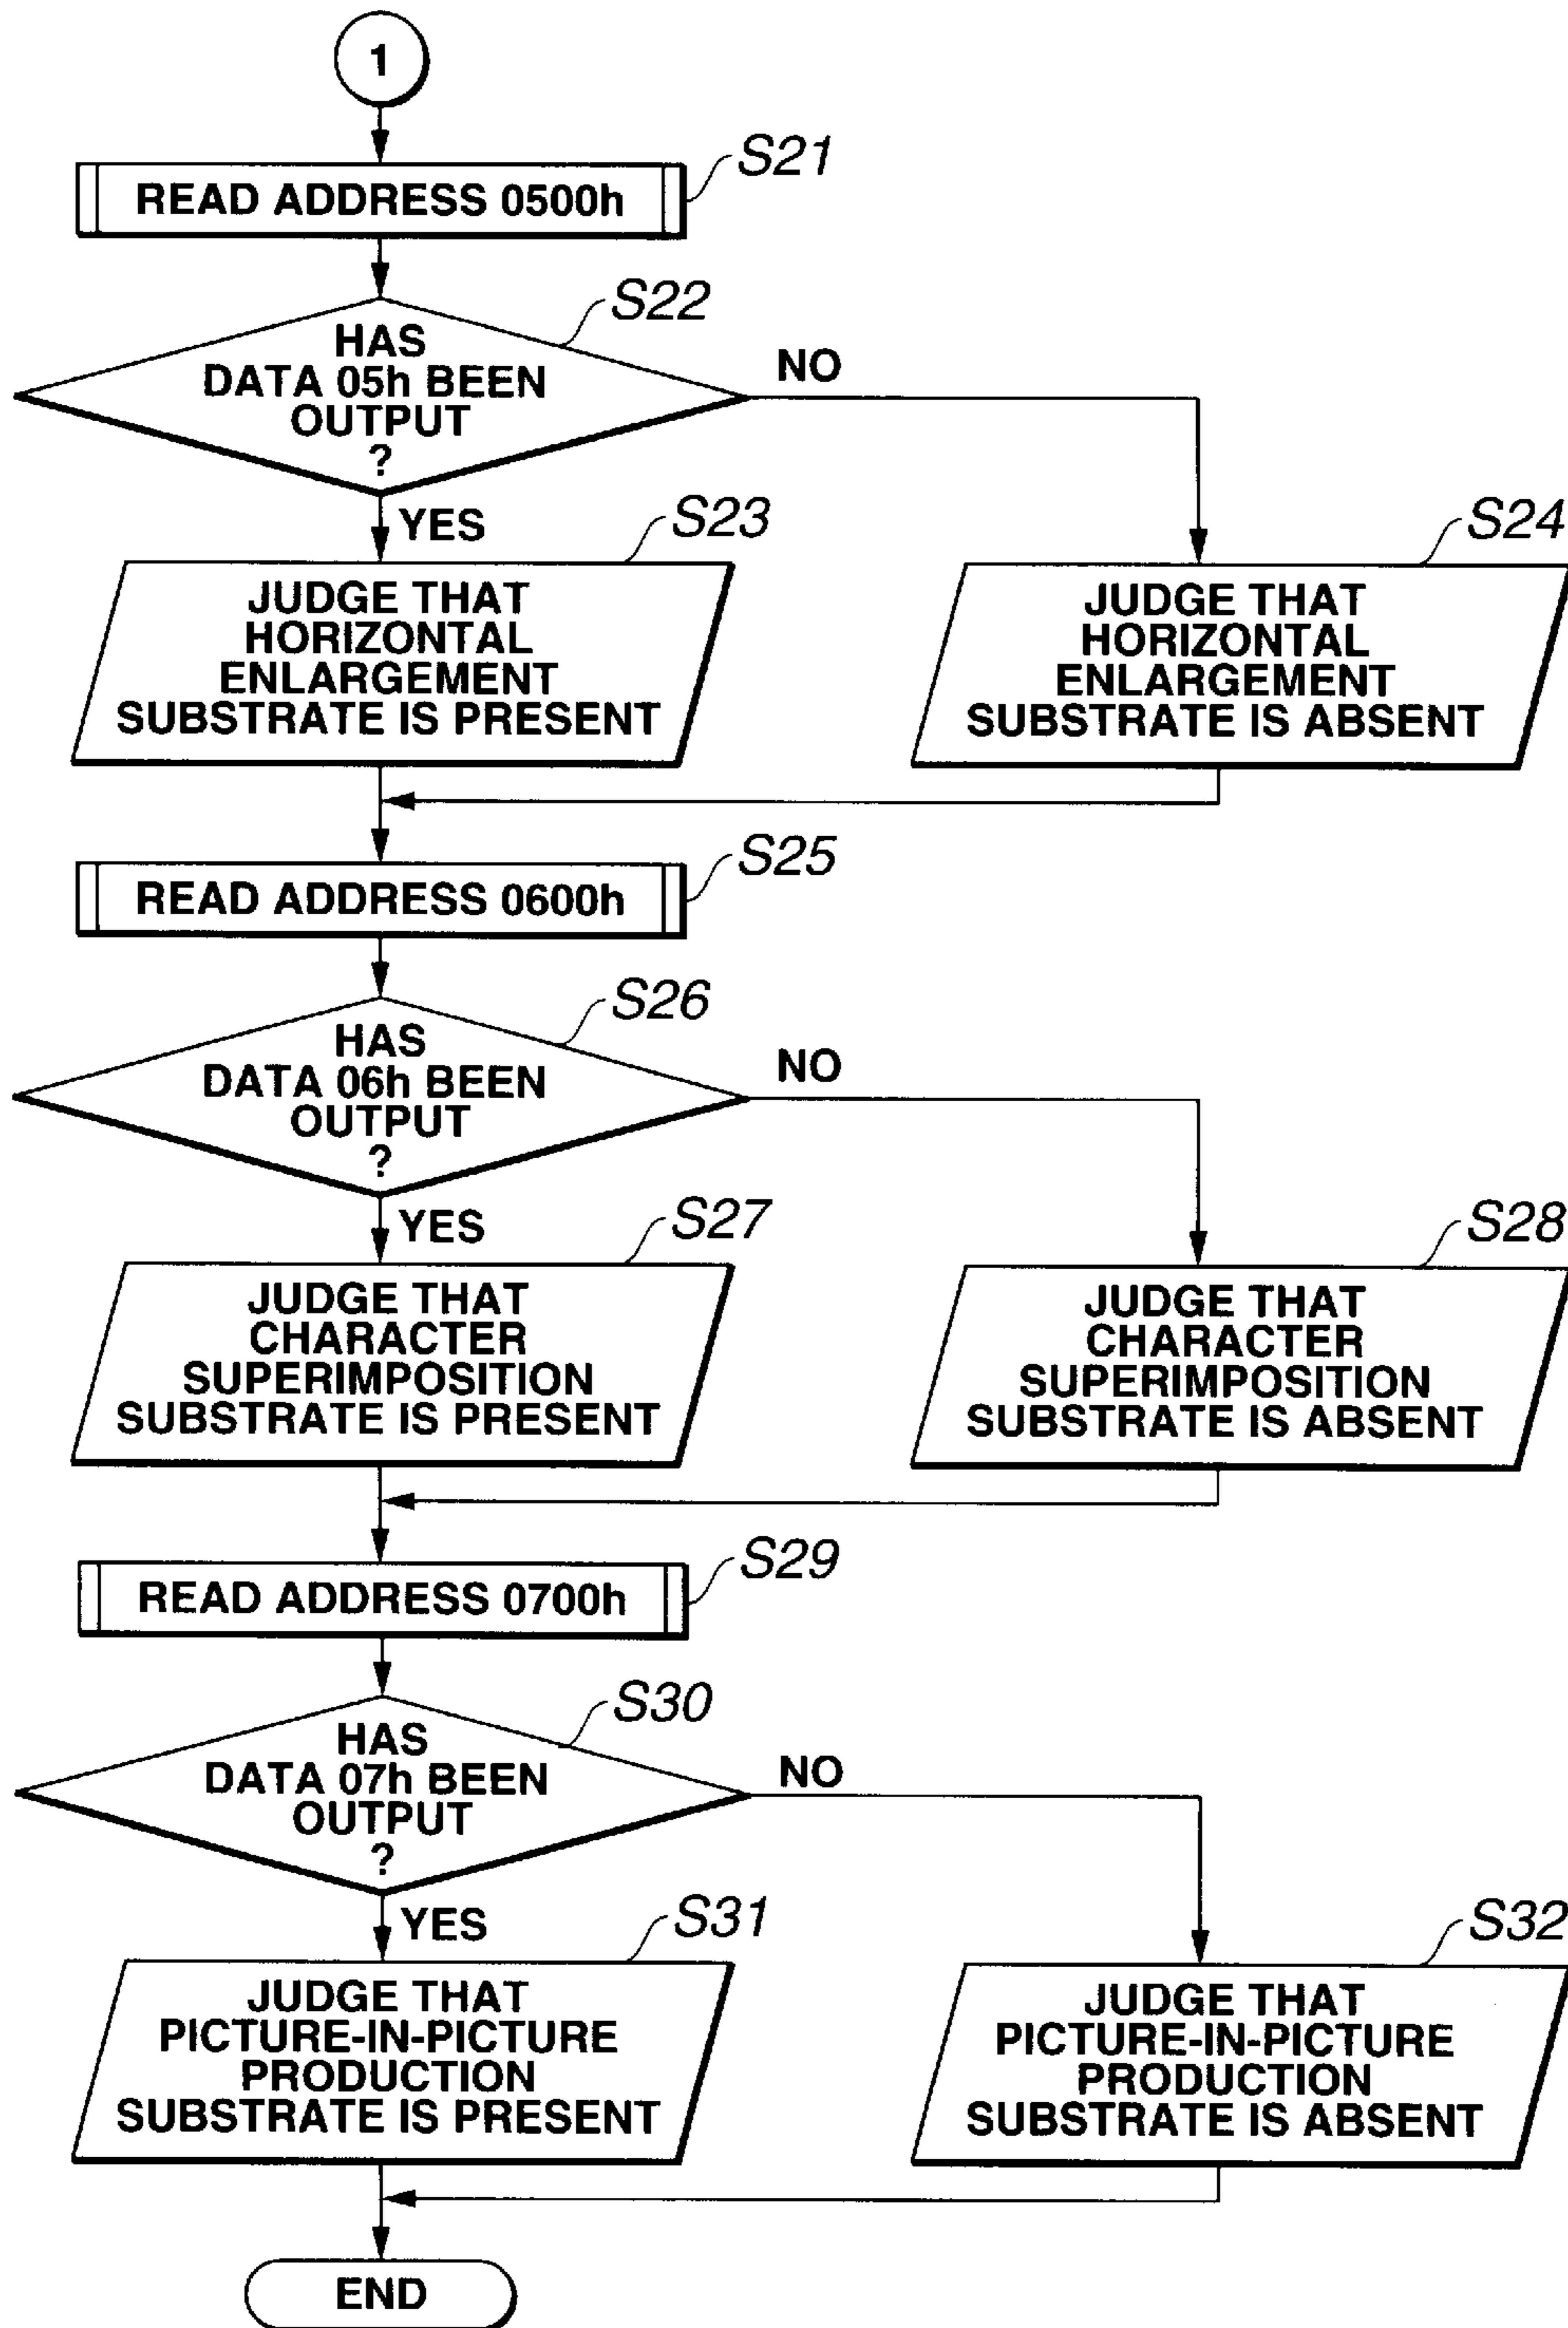 1
S21
READ ADDRESS 0500h
S22
HAS
DATA 05h BEEN
OUTPUT
?
NO
YES
S23
JUDGE THAT
HORIZONTAL
ENLARGEMENT
SUBSTRATE IS PRESENT
S24
JUDGE THAT
HORIZONTAL
ENLARGEMENT
SUBSTRATE IS ABSENT
S25
READ ADDRESS 0600h
S26
HAS
DATA 06h BEEN
OUTPUT
?
NO
YES
S27
JUDGE THAT
CHARACTER
SUPERIMPOSITION
SUBSTRATE IS PRESENT
S28
JUDGE THAT
CHARACTER
SUPERIMPOSITION
SUBSTRATE IS ABSENT
S29
READ ADDRESS 0700h
S30
HAS
DATA 07h BEEN
OUTPUT
?
NO
YES
S31
JUDGE THAT
PICTURE-IN-PICTURE
PRODUCTION
SUBSTRATE IS PRESENT
S32
JUDGE THAT
PICTURE-IN-PICTURE
PRODUCTION
SUBSTRATE IS ABSENT
END